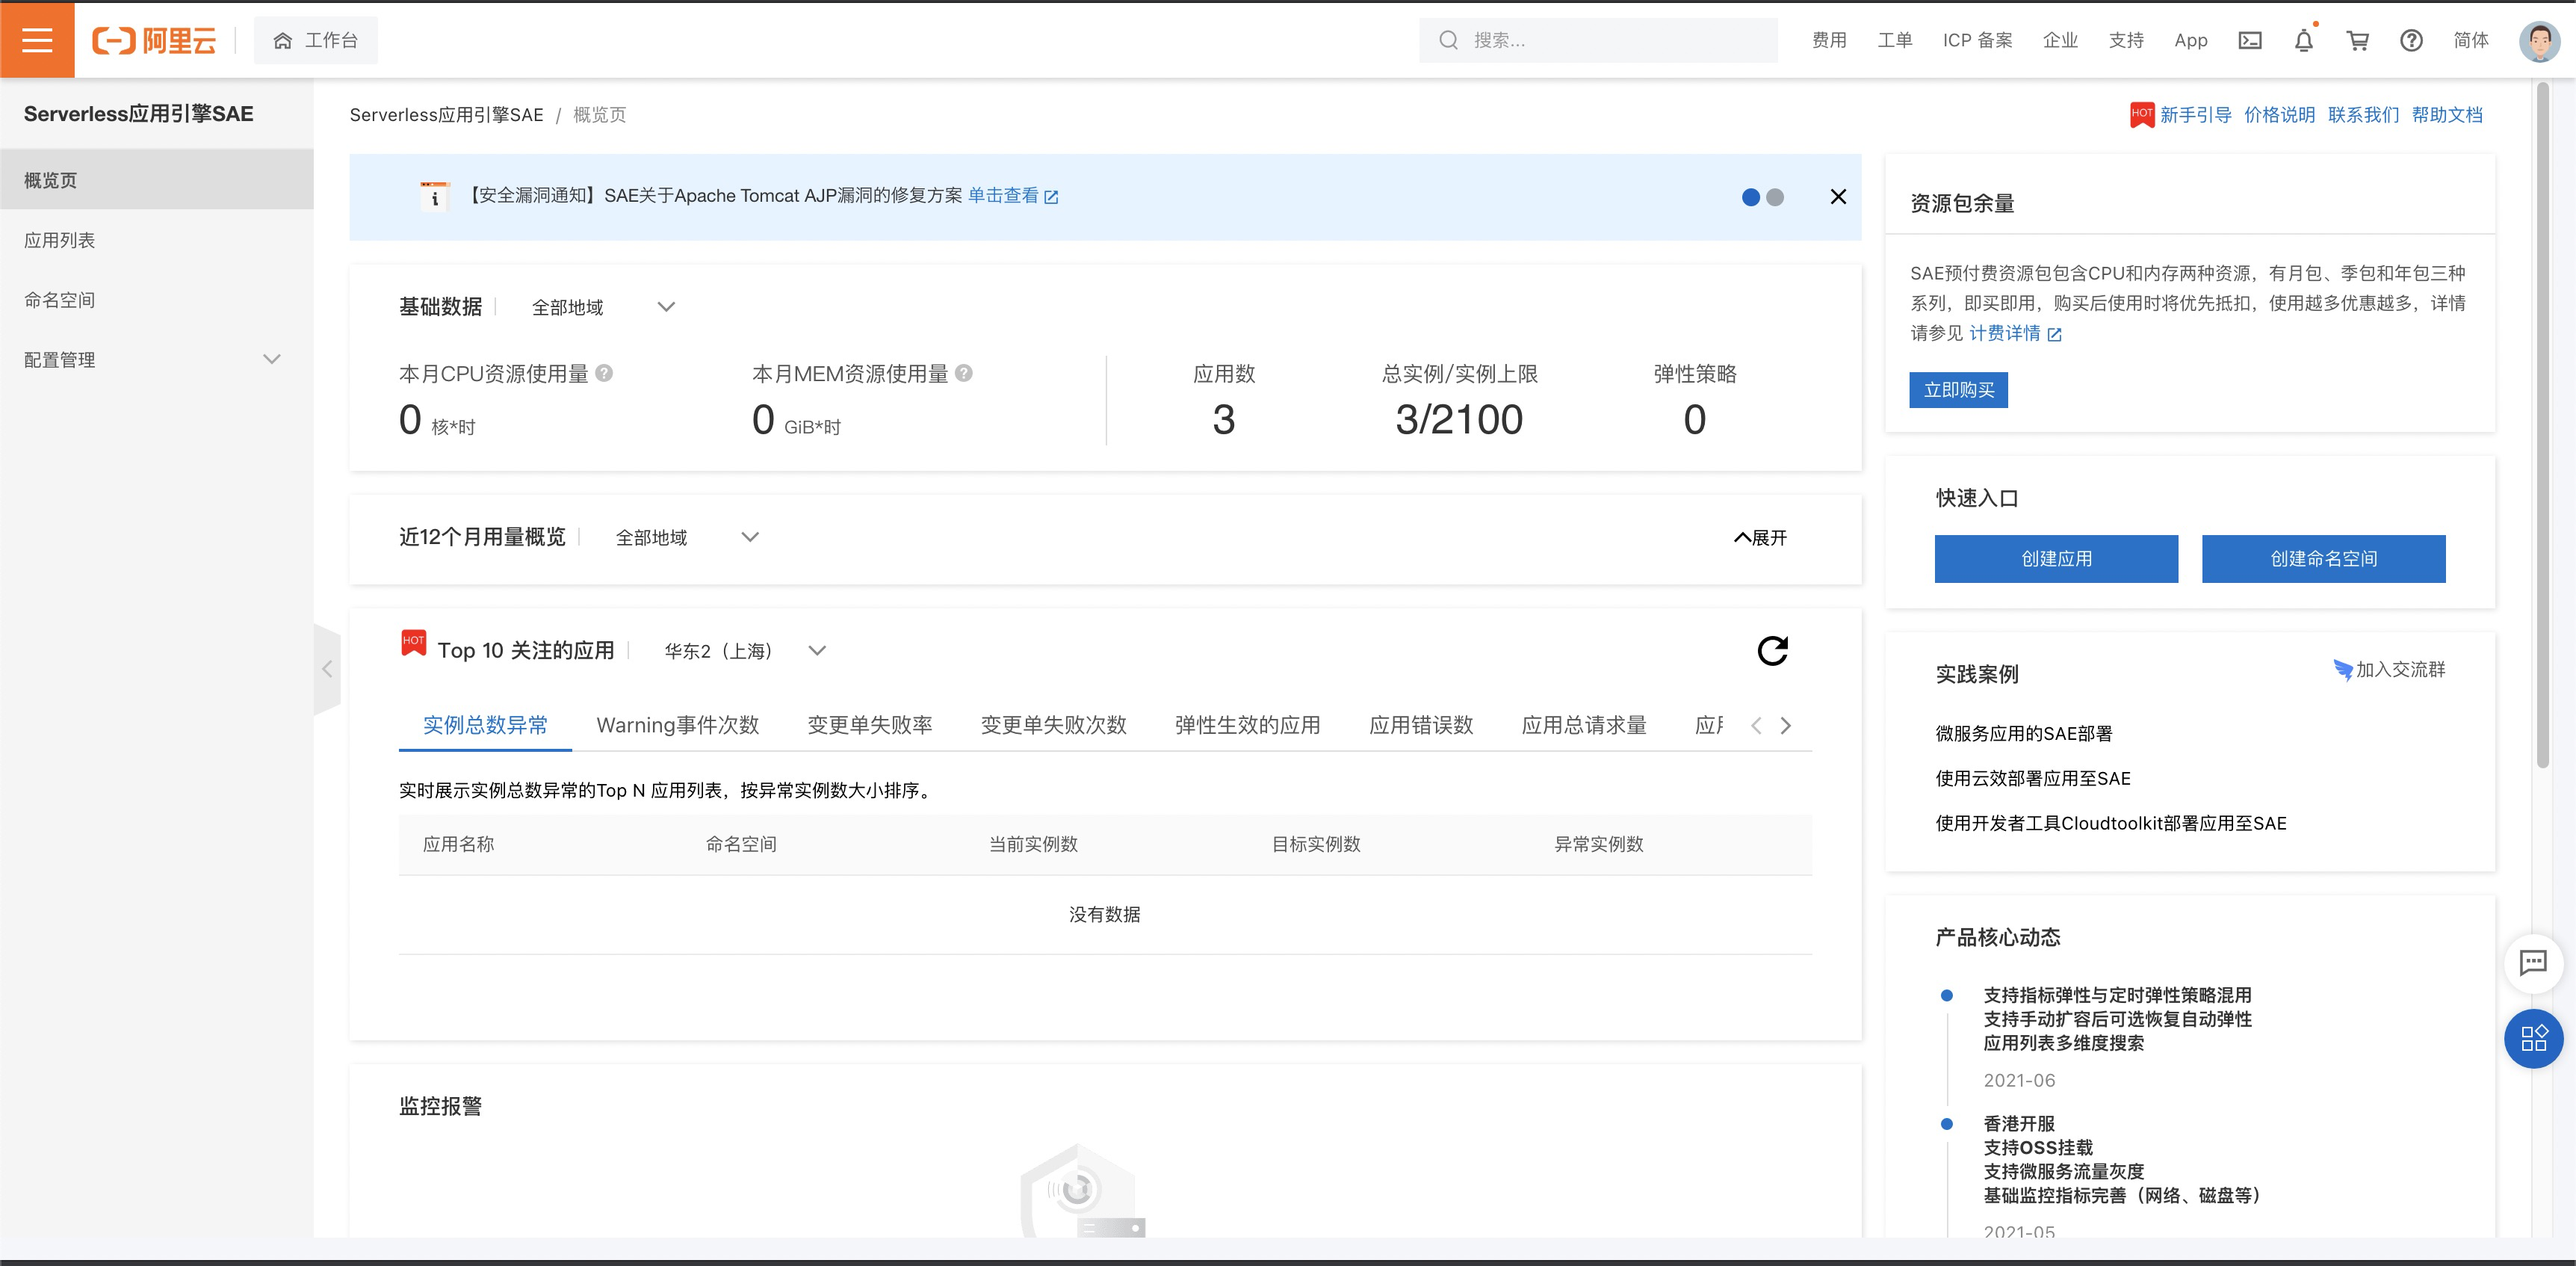 阿里云
工作台
搜索...
费用
工单
ICP 备案
企业
支持
App
简体
Serverless应用引擎SAE
概览页
应用列表
命名空间
配置管理
Serverless应用引擎SAE / 概览页
HOT
新手引导 价格说明 联系我们 帮助文档
【安全漏洞通知】SAE关于Apache Tomcat AJP漏洞的修复方案 单击查看
基础数据
全部地域
本月CPU资源使用量
0 核*时
本月MEM资源使用量
0 GiB*时
应用数
3
总实例/实例上限
3/2100
弹性策略
0
近12个月用量概览
全部地域
展开
HOT
Top 10 关注的应用
华东2（上海）
实例总数异常
Warning事件次数
变更单失败率
变更单失败次数
弹性生效的应用
应用错误数
应用总请求量
实时展示实例总数异常的Top N 应用列表，按异常实例数大小排序。
应用名称
命名空间
当前实例数
目标实例数
异常实例数
没有数据
监控报警
资源包余量
SAE预付费资源包包含CPU和内存两种资源，有月包、季包和年包三种
系列，即买即用，购买后使用时将优先抵扣，使用越多优惠越多，详情
请参见 计费详情
立即购买
快速入口
创建应用
创建命名空间
实践案例
加入交流群
微服务应用的SAE部署
使用云效部署应用至SAE
使用开发者工具Cloudtoolkit部署应用至SAE
产品核心动态
支持指标弹性与定时弹性策略混用
支持手动扩容后可选恢复自动弹性
应用列表多维度搜索
2021-06
香港开服
支持OSS挂载
支持微服务流量灰度
基础监控指标完善（网络、磁盘等）
2021-05